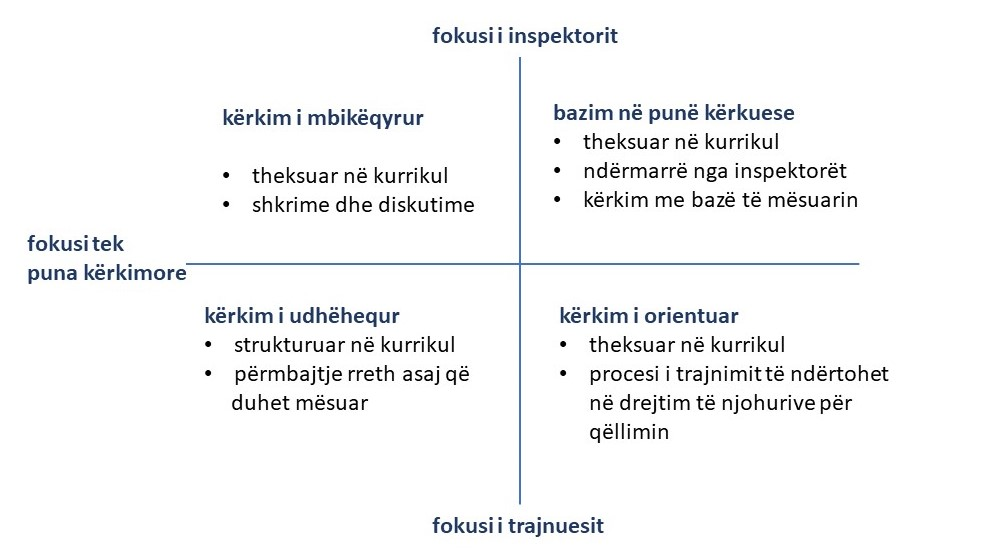 fokusi i inspektorit
kërkim i mbikëqyrur
• theksuar në kurrikul
• shkrime dhe diskutime
bazim në punë kërkuese
• theksuar në kurrikul
• ndërmarrë nga inspektorët
• kërkim me bazë të mësuarin
fokusi tek
puna kërkimore
kërkim i udhëhequr
• strukturuar në kurrikul
• përmbajtje rreth asaj që
duhet mësuar
kërkim i orientuar
• theksuar në kurrikul
• procesi i trajnimit të ndërtohet
në drejtim të njohurive për
qëllimin
fokusi i trajnuesit